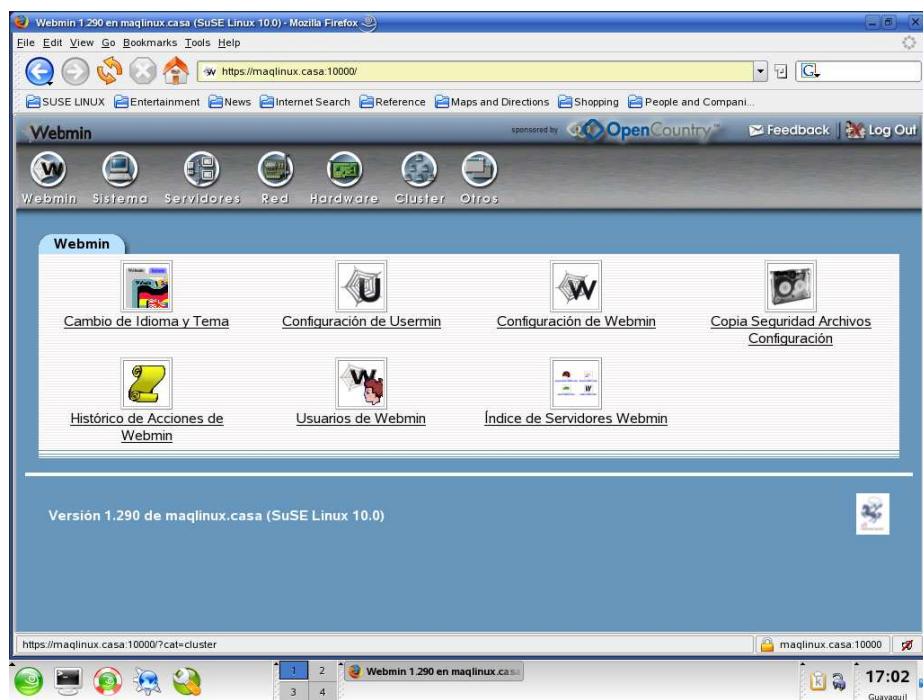 Webmin 1.290 en maqlinux.casa (SuSE Linux 10.0) - Mozilla Firefox
File Edit View Go Bookmarks Tools Help
https://maqlinux.casa:10000/
G
SUSE LINUX Entertainment News Internet Search Reference Maps and Directions Shopping People and Compani...
Webmin sponsored by OpenCountry™ Feedback Log Out
Webmin Sistema Servidores Red Hardware Cluster Otros
Webmin
Cambio de Idioma y Tema
Configuración de Usermin
Configuración de Webmin
Copia Seguridad Archivos
Configuración
Histórico de Acciones de
Webmin
Usuarios de Webmin
Índice de Servidores Webmin
Versión 1.290 de maqlinux.casa (SuSE Linux 10.0)
https://maqlinux.casa:10000/?cat=cluster
maqlinux.casa:10000
1 2
3 4
Webmin 1.290 en maqlinux.casa
17:02
Guayaquil